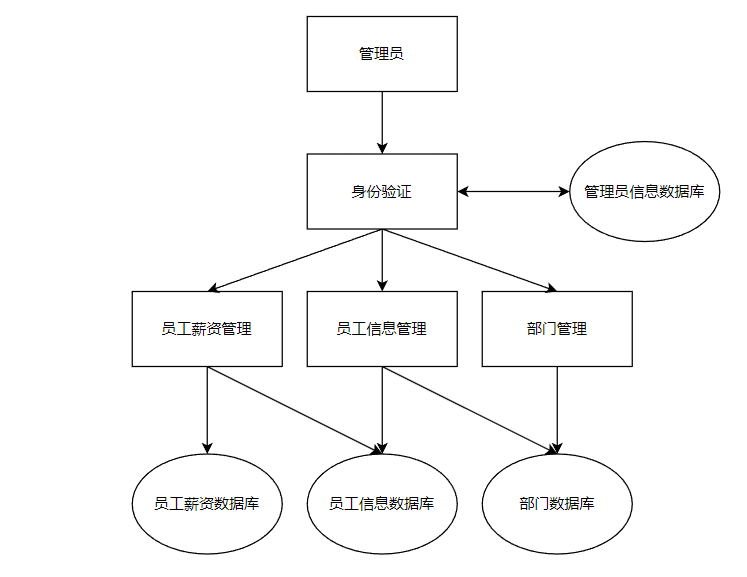 管理员
身份验证
管理员信息数据库
员工薪资管理
员工信息管理
部门管理
员工薪资数据库
员工信息数据库
部门数据库